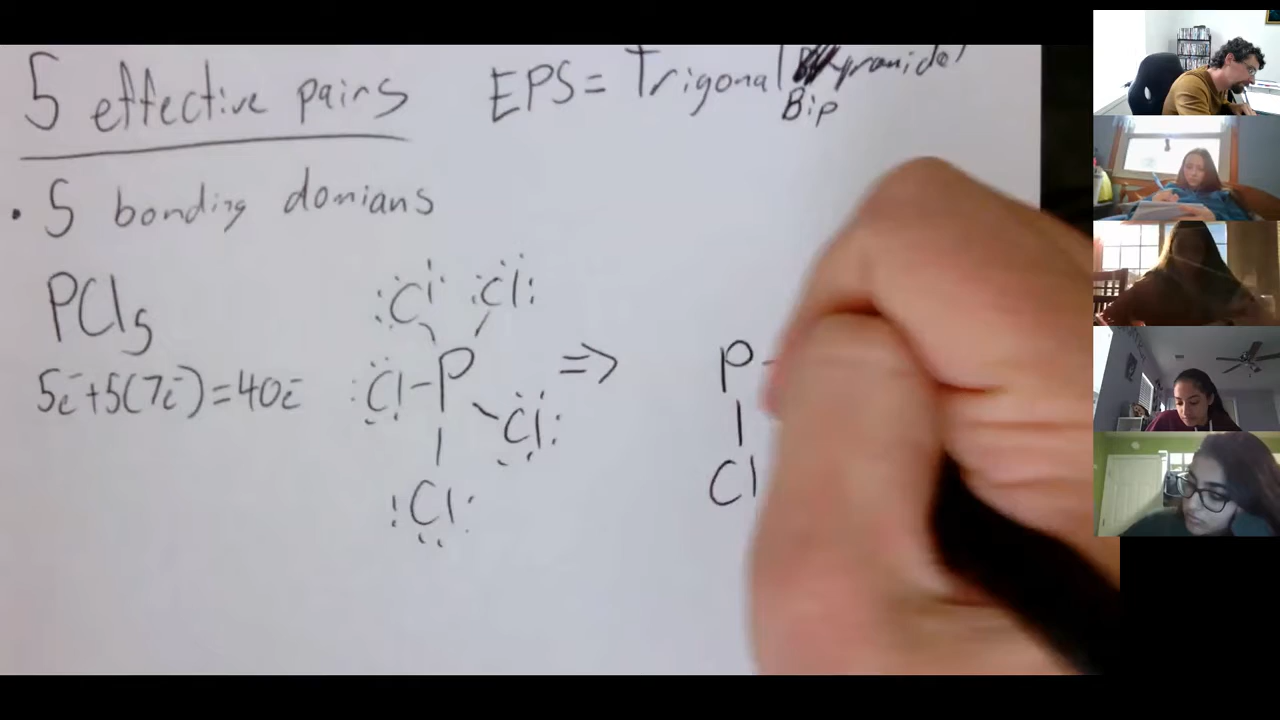 5 effective pairs EPS = Trigonal yramidal
Bip
• 5 bonding domians
PCl5
5e⁻+5(7e⁻)=40e⁻
Cl Cl
Cl-P => P-
Cl
Cl Cl